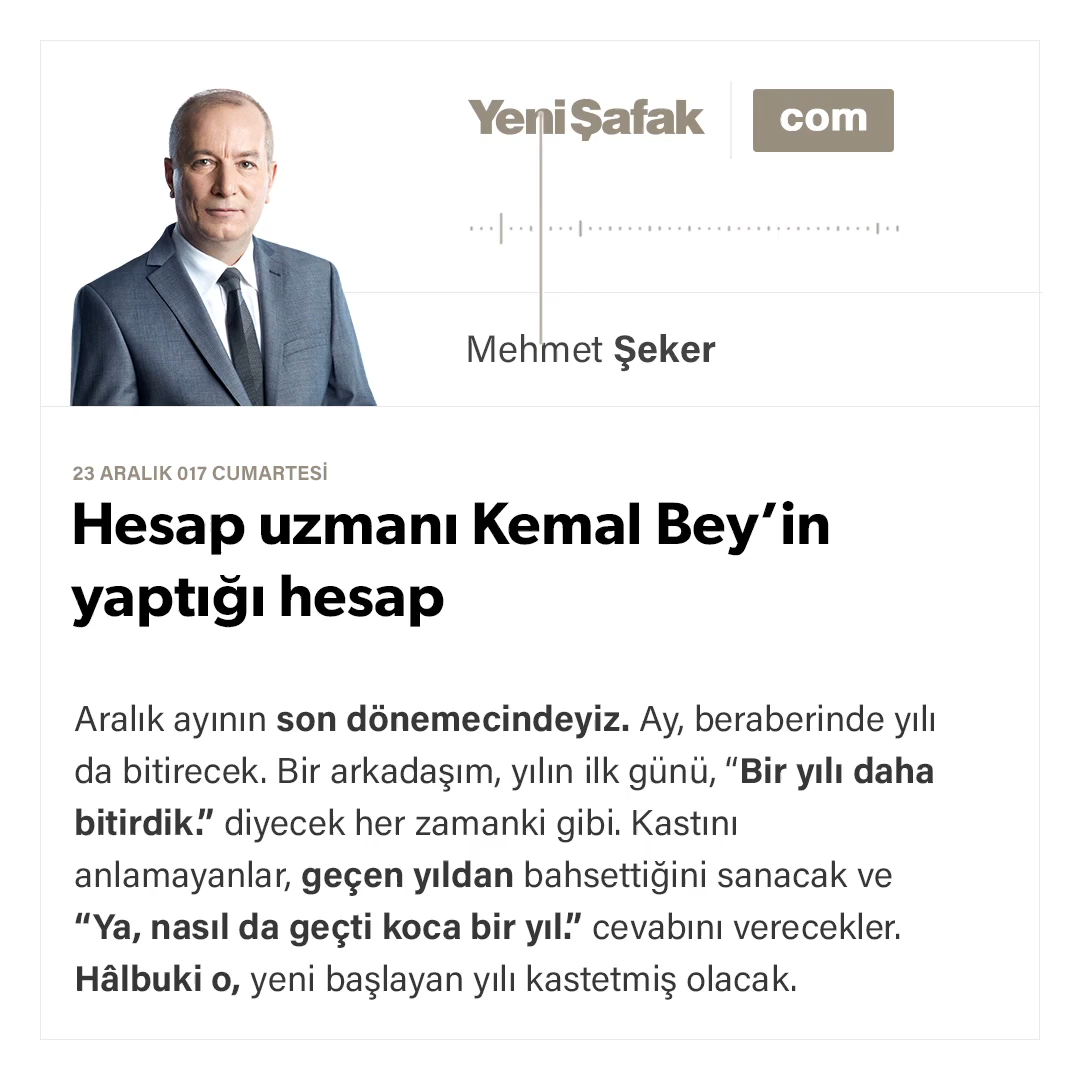 YeniŞafak com
Mehmet Şeker
23 ARALIK 017 CUMARTESİ
Hesap uzmanı Kemal Bey’in
yaptığı hesap
Aralık ayının son dönemecindeyiz. Ay, beraberinde yılı
da bitirecek. Bir arkadaşım, yılın ilk günü, “Bir yılı daha
bitirdik.” diyecek her zamanki gibi. Kastını
anlamayanlar, geçen yıldan bahsettiğini sanacak ve
“Ya, nasıl da geçti koca bir yıl.” cevabını verecekler.
Hâlbuki o, yeni başlayan yılı kastetmiş olacak.